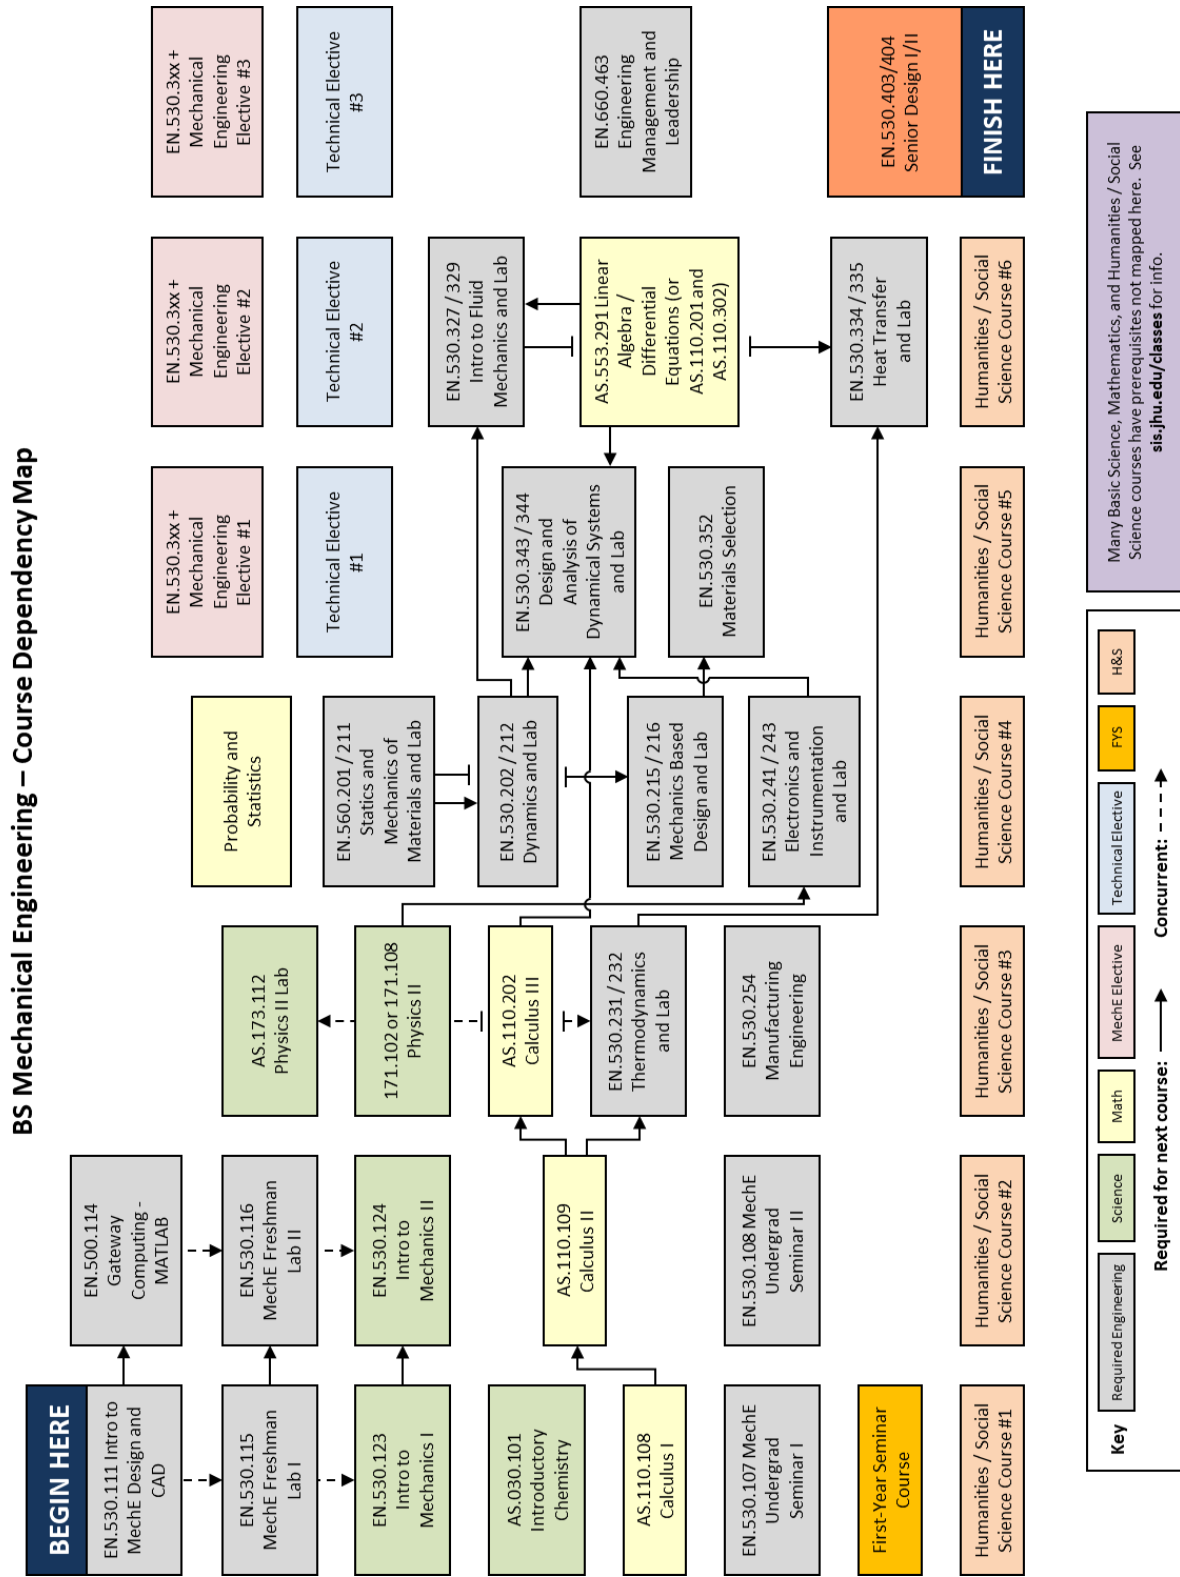 BS Mechanical Engineering – Course Dependency Map
BEGIN HERE
EN.530.111 Intro to
MechE Design and
CAD
EN.530.115
MechE Freshman
Lab I
EN.530.123
Intro to
Mechanics I
AS.030.101
Introductory
Chemistry
AS.110.108
Calculus I
EN.530.107 MechE
Undergrad
Seminar I
First-Year Seminar
Course
Humanities / Social
Science Course #1
EN.500.114
Gateway
Computing -
MATLAB
EN.530.116
MechE Freshman
Lab II
EN.530.124
Intro to
Mechanics II
AS.110.109
Calculus II
EN.530.108 MechE
Undergrad
Seminar II
Humanities / Social
Science Course #2
AS.173.112
Physics II Lab
171.102 or 171.108
Physics II
AS.110.202
Calculus III
EN.530.231 / 232
Thermodynamics
and Lab
EN.530.254
Manufacturing
Engineering
Humanities / Social
Science Course #3
Probability and
Statistics
EN.560.201 / 211
Statics and
Mechanics of
Materials and Lab
EN.530.202 / 212
Dynamics and Lab
EN.530.215 / 216
Mechanics Based
Design and Lab
EN.530.241 / 243
Electronics and
Instrumentation
and Lab
Humanities / Social
Science Course #4
EN.530.3xx +
Mechanical
Engineering
Elective #1
Technical Elective
#1
EN.530.343 / 344
Design and
Analysis of
Dynamical Systems
and Lab
EN.530.352
Materials Selection
Humanities / Social
Science Course #5
EN.530.3xx +
Mechanical
Engineering
Elective #2
Technical Elective
#2
EN.530.327 / 329
Intro to Fluid
Mechanics and Lab
AS.553.291 Linear
Algebra /
Differential
Equations (or
AS.110.201 and
AS.110.302)
EN.530.334 / 335
Heat Transfer
and Lab
Humanities / Social
Science Course #6
EN.530.3xx +
Mechanical
Engineering
Elective #3
Technical Elective
#3
EN.660.463
Engineering
Management and
Leadership
EN.530.403/404
Senior Design I/II
FINISH HERE
Key
Required Engineering
Science
Math
MechE Elective
Technical Elective
FYS
H&S
Required for next course:
Concurrent:
Many Basic Science, Mathematics, and Humanities / Social
Science courses have prerequisites not mapped here. See
sis.jhu.edu/classes for info.